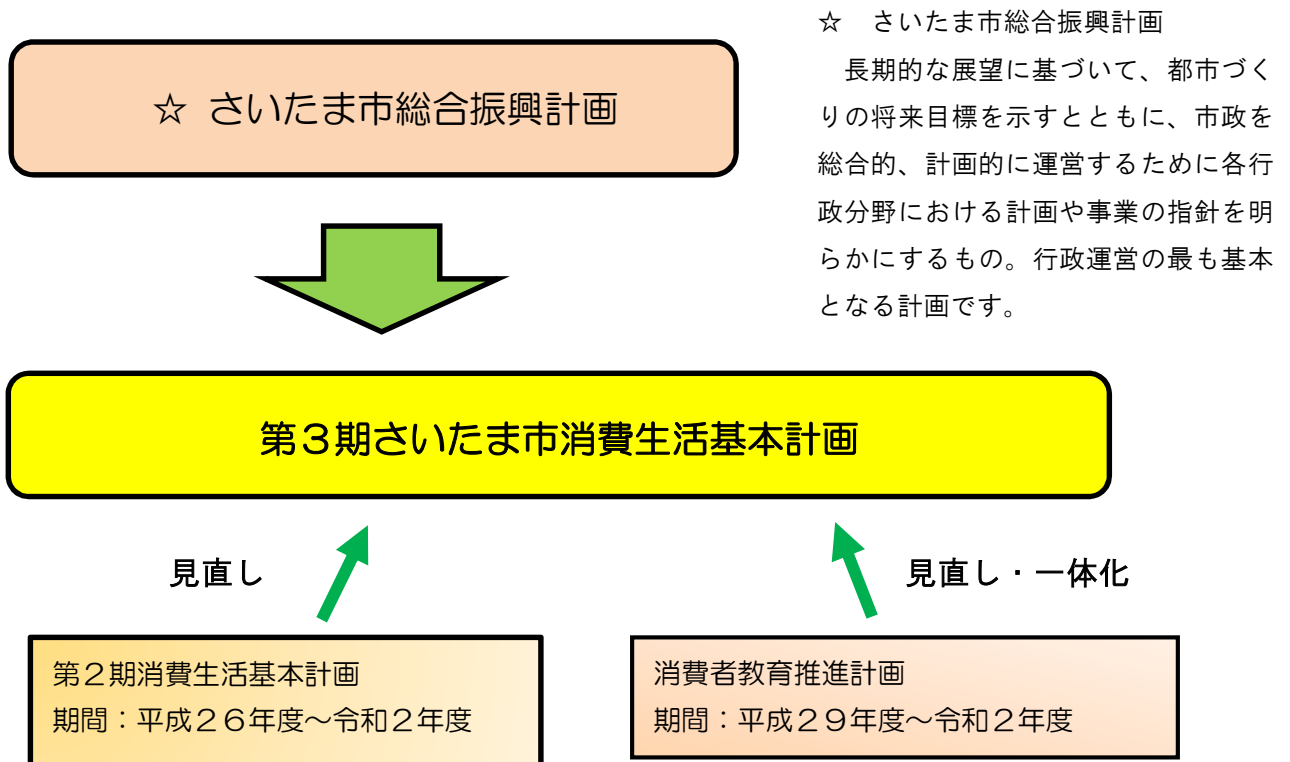 ☆ さいたま市総合振興計画
☆ さいたま市総合振興計画
長期的な展望に基づいて、都市づく
りの将来目標を示すとともに、市政を
総合的、計画的に運営するために各行
政分野における計画や事業の指針を明
らかにするもの。行政運営の最も基本
となる計画です。
第３期さいたま市消費生活基本計画
見直し
見直し・一体化
第２期消費生活基本計画
期間：平成２６年度～令和２年度
消費者教育推進計画
期間：平成２９年度～令和２年度